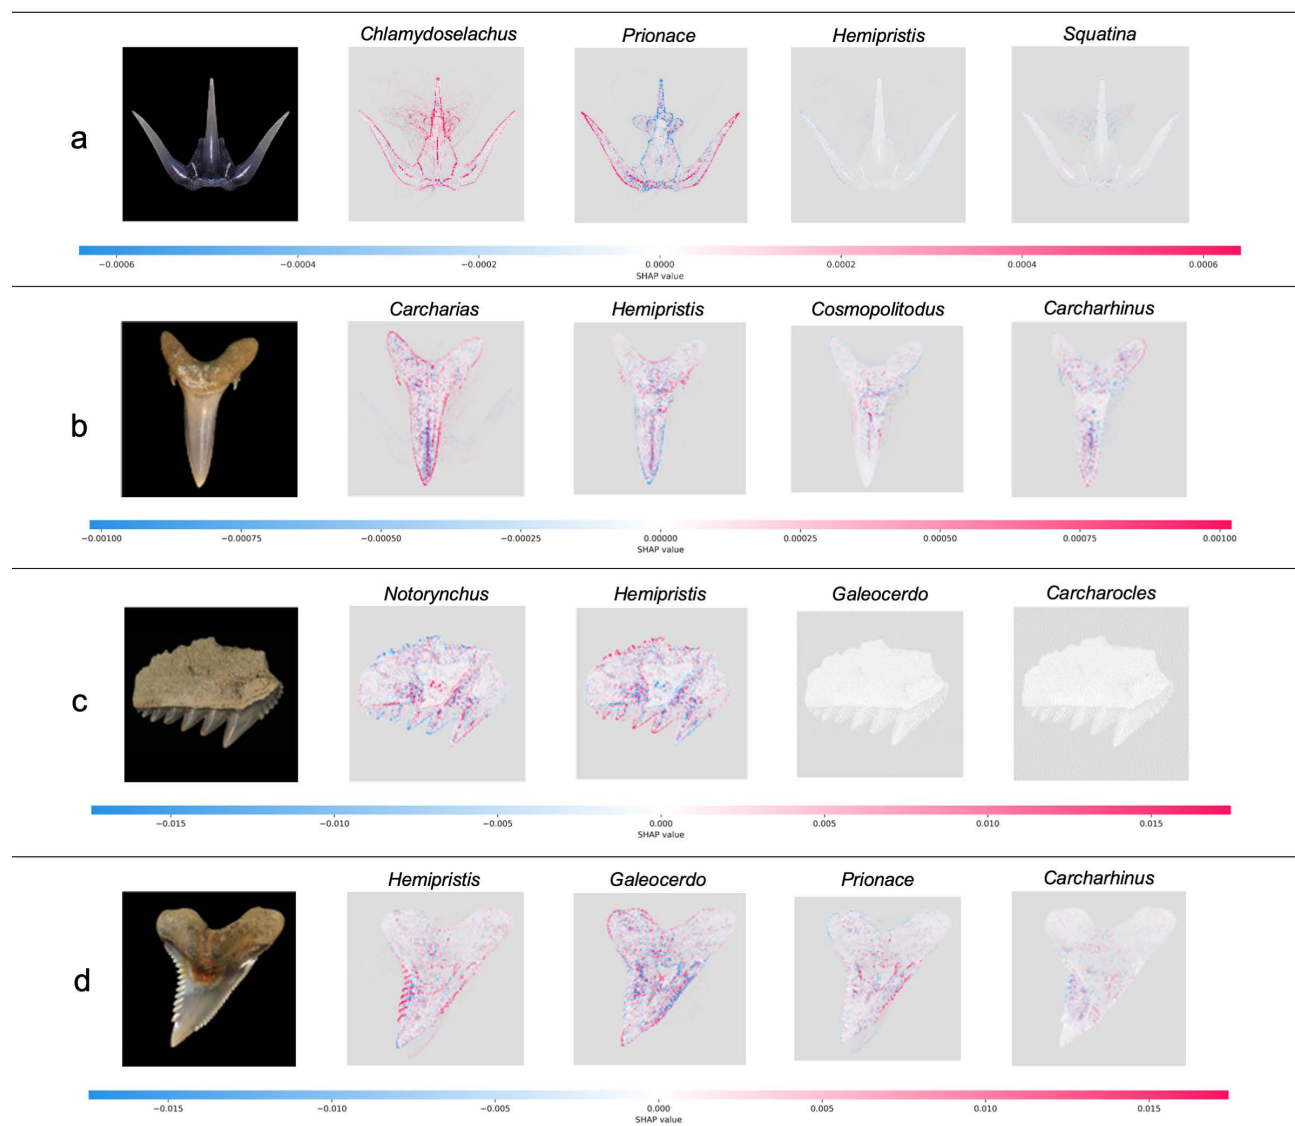 Chlamydoselachus Prionace Hemipristis Squatina
a
−0.0006 −0.0004 −0.0002 0.0000 0.0002 0.0004 0.0006
SHAP value
Carcharias Hemipristis Cosmopolitodus Carcharhinus
b
−0.00100 −0.00075 −0.00050 −0.00025 0.00000 0.00025 0.00050 0.00075 0.00100
SHAP value
Notorynchus Hemipristis Galeocerdo Carcharocles
c
−0.015 −0.010 −0.005 0.000 0.005 0.010 0.015
SHAP value
Hemipristis Galeocerdo Prionace Carcharhinus
d
−0.015 −0.010 −0.005 0.000 0.005 0.010 0.015
SHAP value